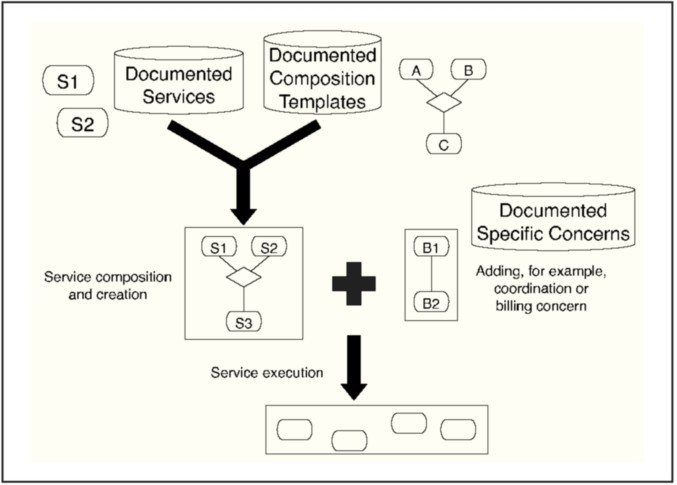 S1
S2
Documented
Services
Documented
Composition
Templates
A
B
C
S1
S2
S3
Service composition
and creation
B1
B2
Documented
Specific Concerns
Adding, for example,
coordination or
billing concern
Service execution